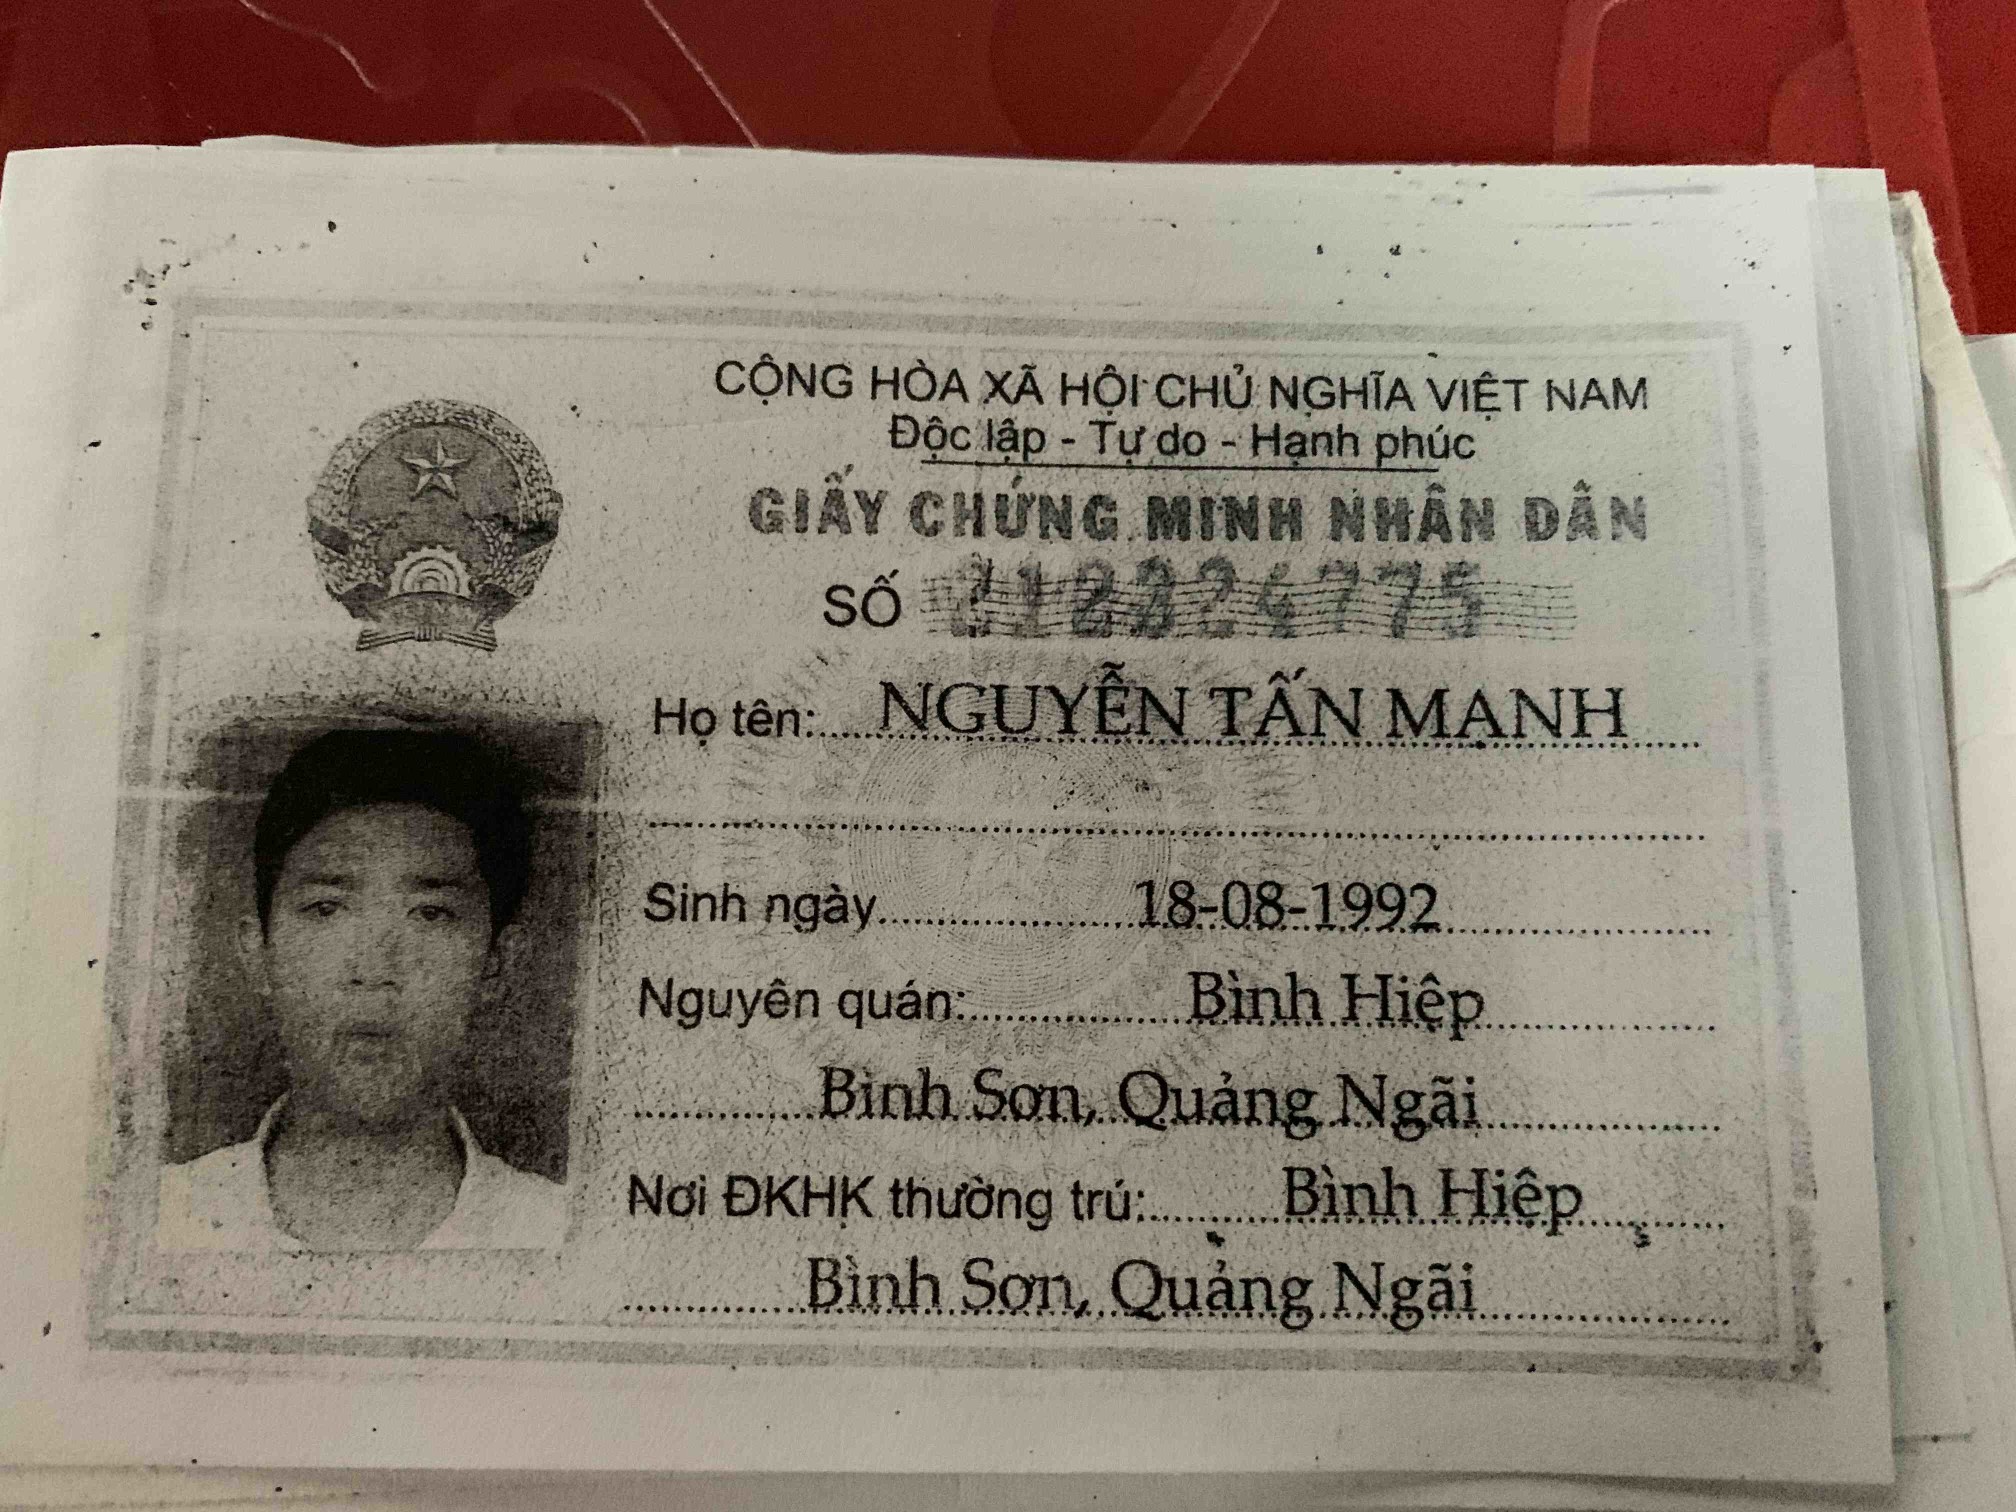 CỘNG HÒA XÃ HỘI CHỦ NGHĨA VIỆT NAM
Độc lập - Tự do - Hạnh phúc
GIẤY CHỨNG MINH NHÂN DÂN
SỐ
Họ tên: NGUYỄN TẤN MẠNH
Sinh ngày 18-08-1992
Nguyên quán: Bình Hiệp
Bình Sơn, Quảng Ngãi
Nơi ĐKHK thường trú: Bình Hiệp
Bình Sơn, Quảng Ngãi